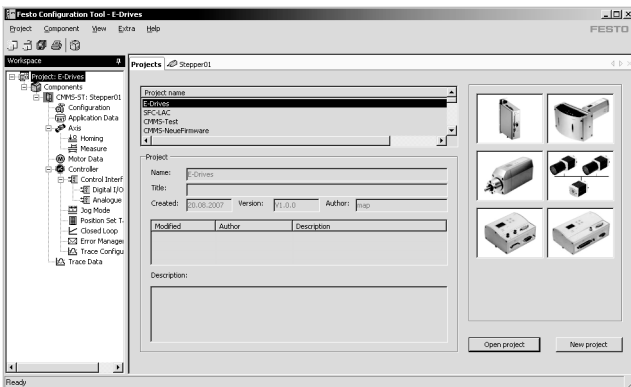 Festo Configuration Tool - E-Drives
Project Component View Extra Help
FESTO
Workspace
Project: E-Drives
Components
CMMS-ST: Stepper01
Configuration
Application Data
Axis
Homing
Measure
Motor Data
Controller
Control Interf
Digital I/O
Analogue
Jog Mode
Position Set T
Closed Loop
Error Manage
Trace Configu
Trace Data
Projects Stepper01
Project name
E-Drives
SFC-LAC
CMMS-Test
CMMS-NeueFirmware
Project
Name: E-Drives
Title:
Created: 20.08.2007 Version: V1.0.0 Author: map
Modified Author Description
Description:
Open project New project
Ready